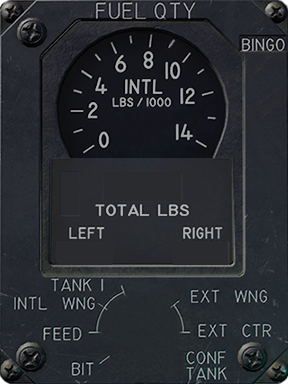 FUEL QTY
BINGO
6 8
4 10
INTL
2 LBS / 1000 12
0 14
TOTAL LBS
LEFT RIGHT
TANK 1
INTL WNG EXT WNG
FEED EXT CTR
BIT CONF
TANK